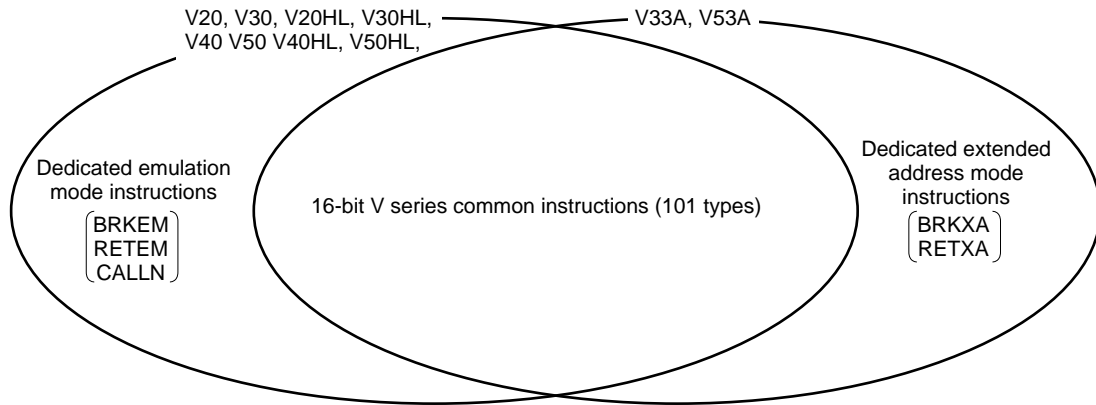 V20, V30, V20HL, V30HL,
V40 V50 V40HL, V50HL,
V33A, V53A
Dedicated emulation
mode instructions
BRKEM
RETEM
CALLN
16-bit V series common instructions (101 types)
Dedicated extended
address mode
instructions
BRKXA
RETXA